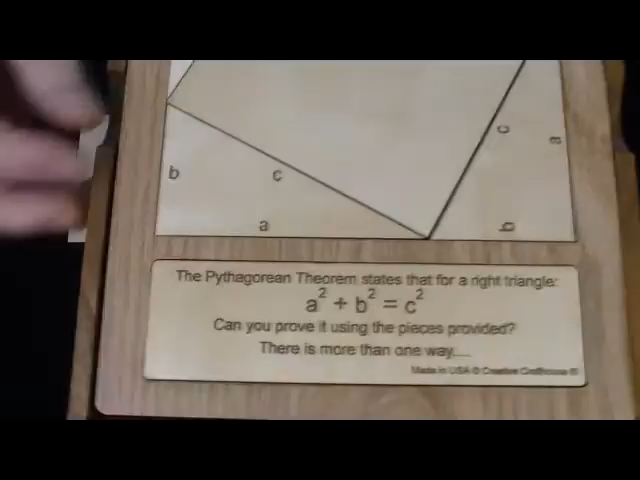 c
a
b
c
a
b
The Pythagorean Theorem states that for a right triangle:
a² + b² = c²
Can you prove it using the pieces provided?
There is more than one way....
Made in USA © Creative Crafthouse ®